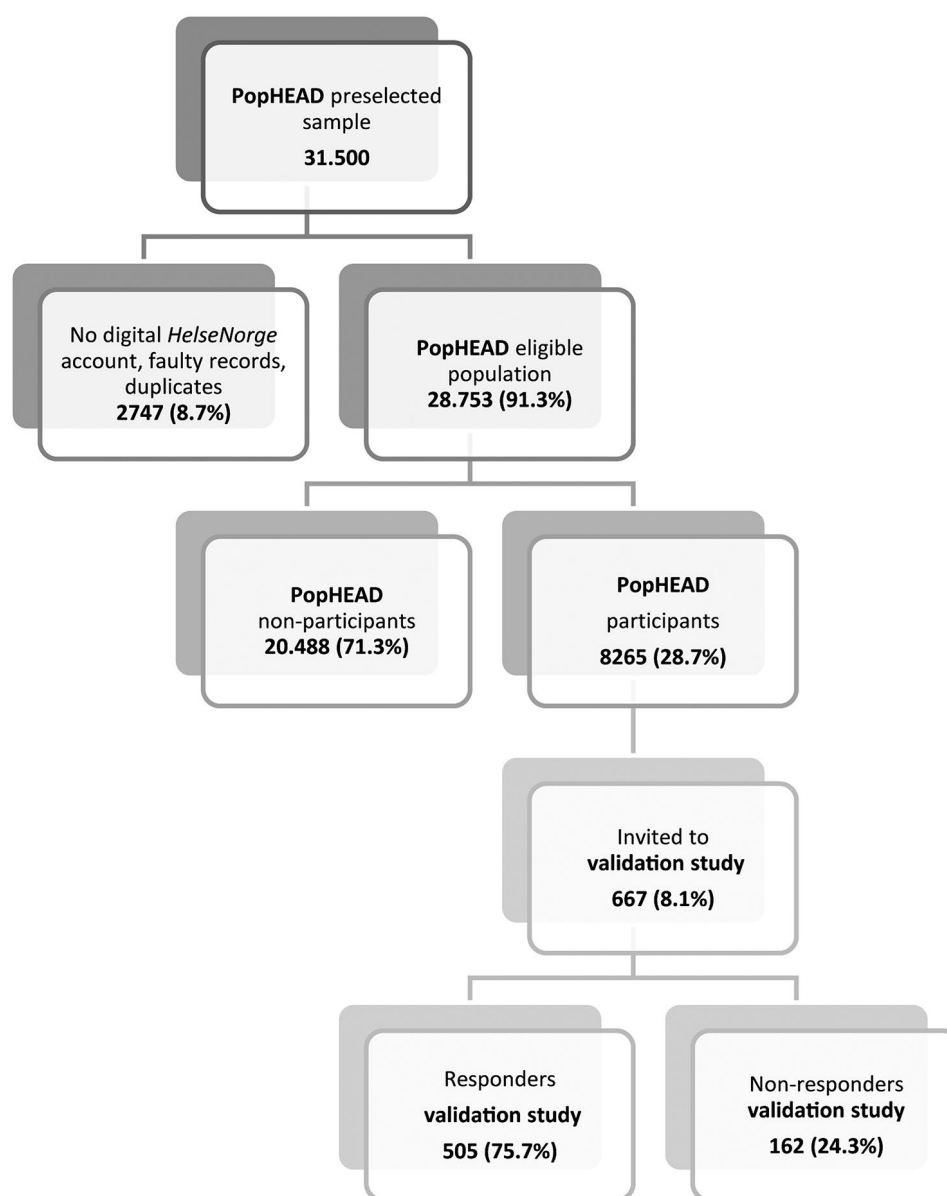 PopHEAD preselected
sample
31.500
No digital HelseNorge
account, faulty records,
duplicates
2747 (8.7%)
PopHEAD eligible
population
28.753 (91.3%)
PopHEAD
non-participants
20.488 (71.3%)
PopHEAD
participants
8265 (28.7%)
Invited to
validation study
667 (8.1%)
Responders
validation study
505 (75.7%)
Non-responders
validation study
162 (24.3%)